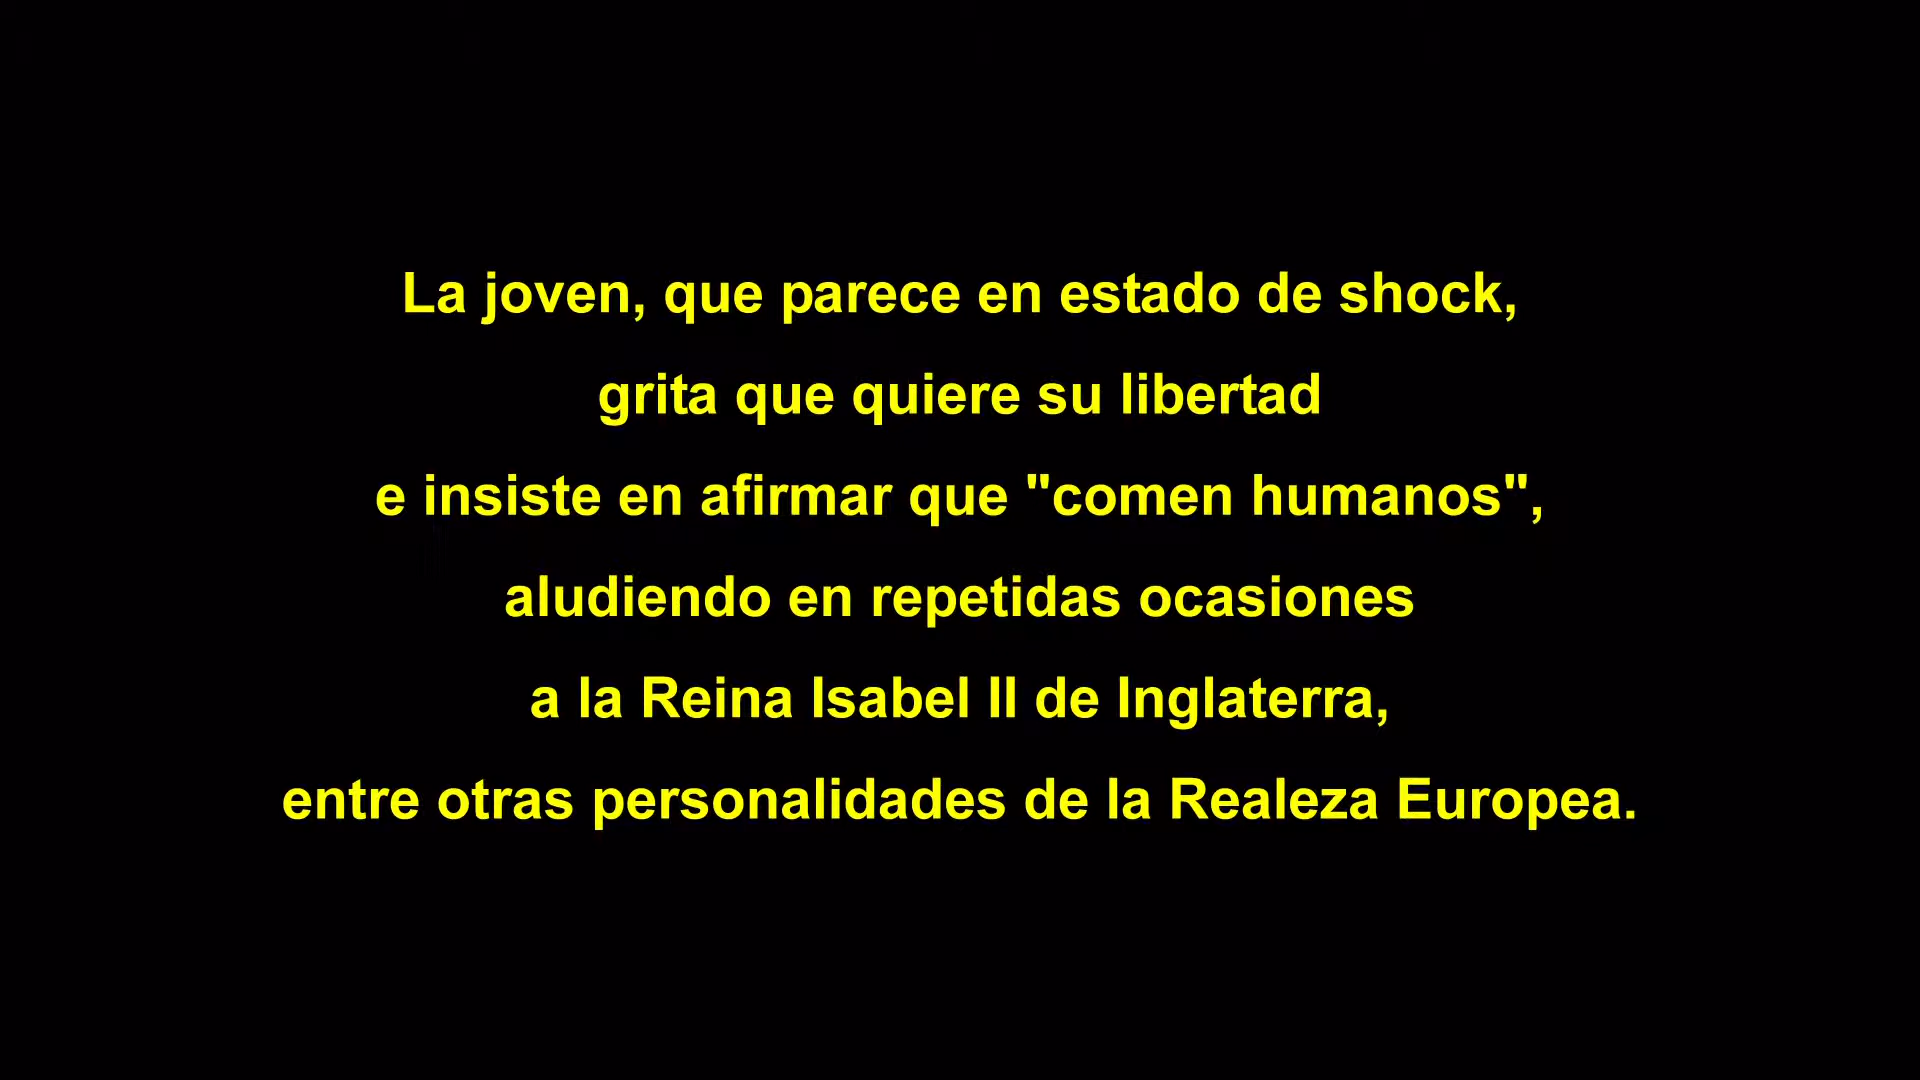 La joven, que parece en estado de shock,
grita que quiere su libertad
e insiste en afirmar que "comen humanos",
aludiendo en repetidas ocasiones
a la Reina Isabel II de Inglaterra,
entre otras personalidades de la Realeza Europea.